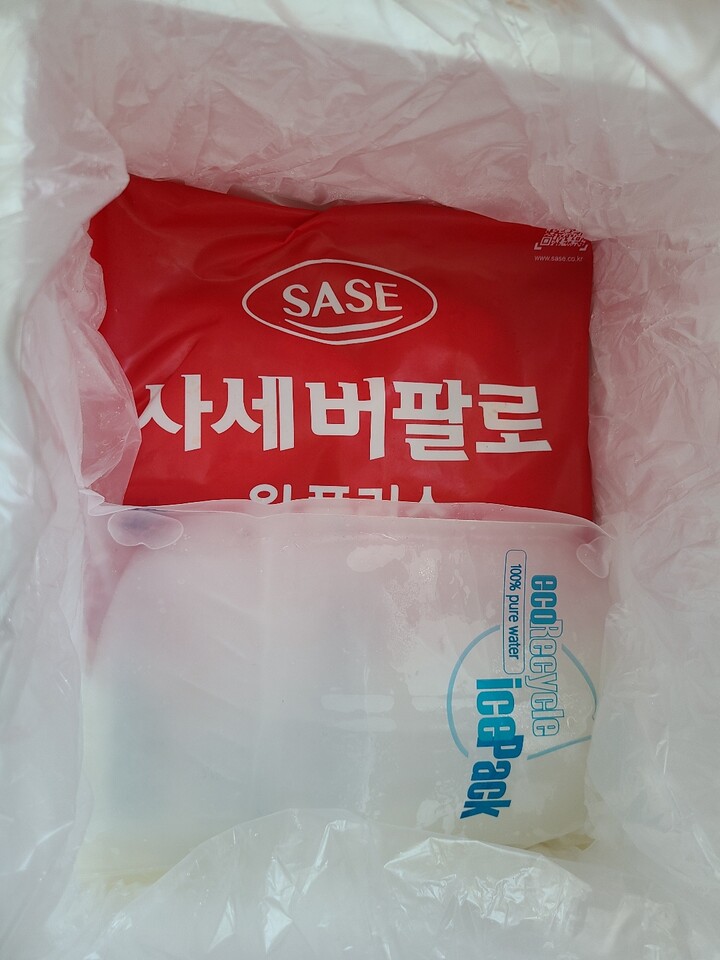 www.sase.co.kr
SASE
사세버팔로
100% pure water
ecoRecycle
icePack